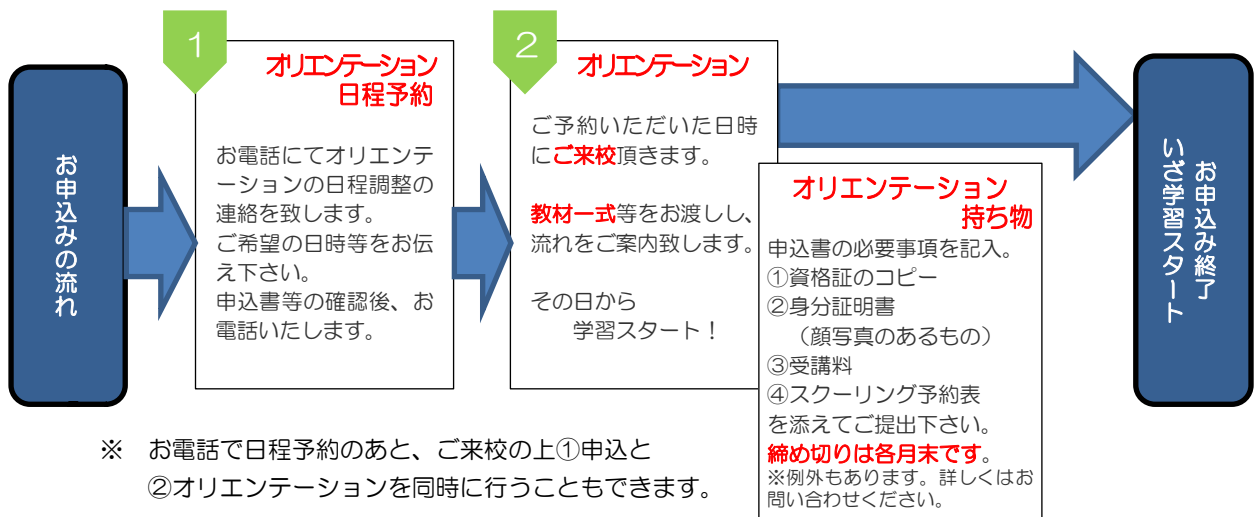 お申込みの流れ
1
オリエンテーション
日程予約
お電話にてオリエンテ
ーションの日程調整の
連絡を致します。
ご希望の日時等をお伝
え下さい。
申込書等の確認後、お
電話いたします。
2
オリエンテーション
ご予約いただいた日時
にご来校頂きます。
教材一式等をお渡しし、
流れをご案内致します。
その日から
学習スタート！
オリエンテーション
持ち物
申込書の必要事項を記入。
①資格証のコピー
②身分証明書
（顔写真のあるもの）
③受講料
④スクーリング予約表
を添えてご提出下さい。
締め切りは各月末です。
※例外もあります。詳しくはお
問い合わせください。
お申込み終了
いざ学習スタート
※　お電話で日程予約のあと、ご来校の上①申込と
②オリエンテーションを同時に行うこともできます。